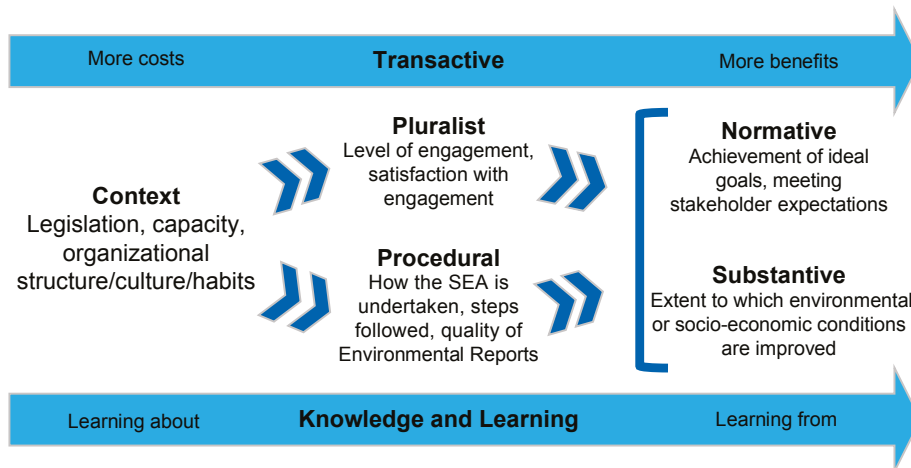 More costs
Transactive
More benefits
Context
Legislation, capacity,
organizational
structure/culture/habits
Pluralist
Level of engagement,
satisfaction with
engagement
Procedural
How the SEA is
undertaken, steps
followed, quality of
Environmental Reports
Normative
Achievement of ideal
goals, meeting
stakeholder expectations
Substantive
Extent to which environmental
or socio-economic conditions
are improved
Learning about
Knowledge and Learning
Learning from